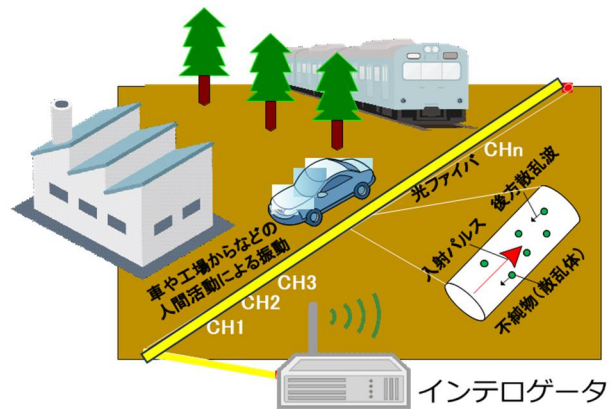 CHn
光ファイバ
後方散乱波
入射パルス
不純物(散乱体)
車や工場からなどの
人間活動による振動
CH3
CH2
CH1
インテロゲータ